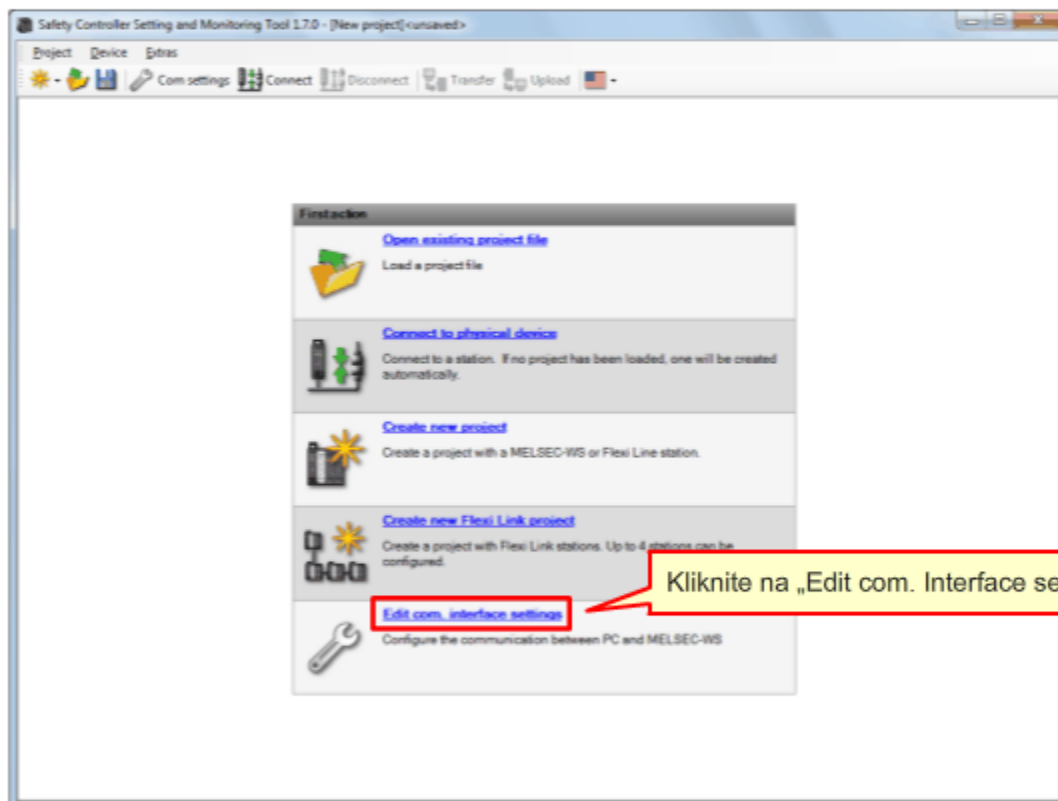 Safety Controller Setting and Monitoring Tool 1.7.0 - [New project]<unsaved>
Project Device Extras
Com settings Connect Disconnect Transfer Upload
First action
Open existing project file
Load a project file
Connect to physical device
Connect to a station. If no project has been loaded, one will be created
automatically.
Create new project
Create a project with a MELSEC-WS or Flexi Line station.
Create new Flexi Link project
Create a project with Flexi Link stations. Up to 4 stations can be
configured.
Kliknite na „Edit com. Interface se
Edit com. interface settings
Configure the communication between PC and MELSEC-WS